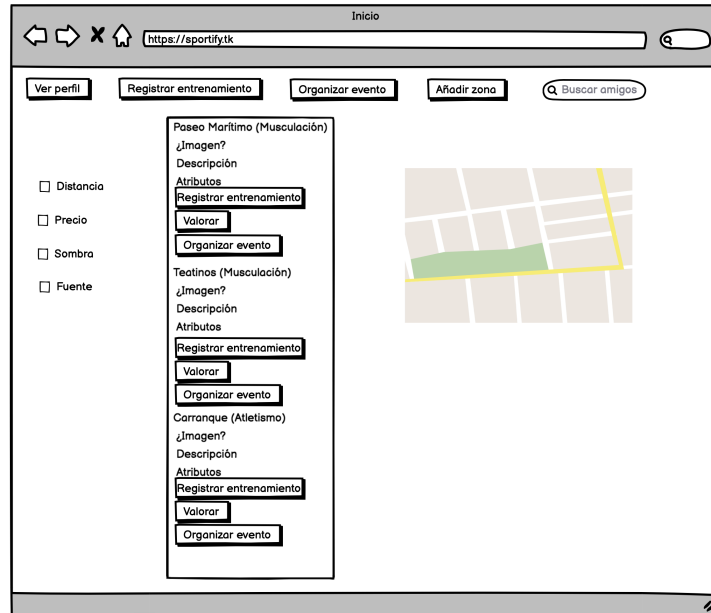 Inicio
https://sportify.tk
Ver perfil
Registrar entrenamiento
Organizar evento
Añadir zona
Buscar amigos
Distancia
Precio
Sombra
Fuente
Paseo Marítimo (Musculación)
¿Imagen?
Descripción
Atributos
Registrar entrenamiento
Valorar
Organizar evento
Teatinos (Musculación)
¿Imagen?
Descripción
Atributos
Registrar entrenamiento
Valorar
Organizar evento
Carranque (Atletismo)
¿Imagen?
Descripción
Atributos
Registrar entrenamiento
Valorar
Organizar evento